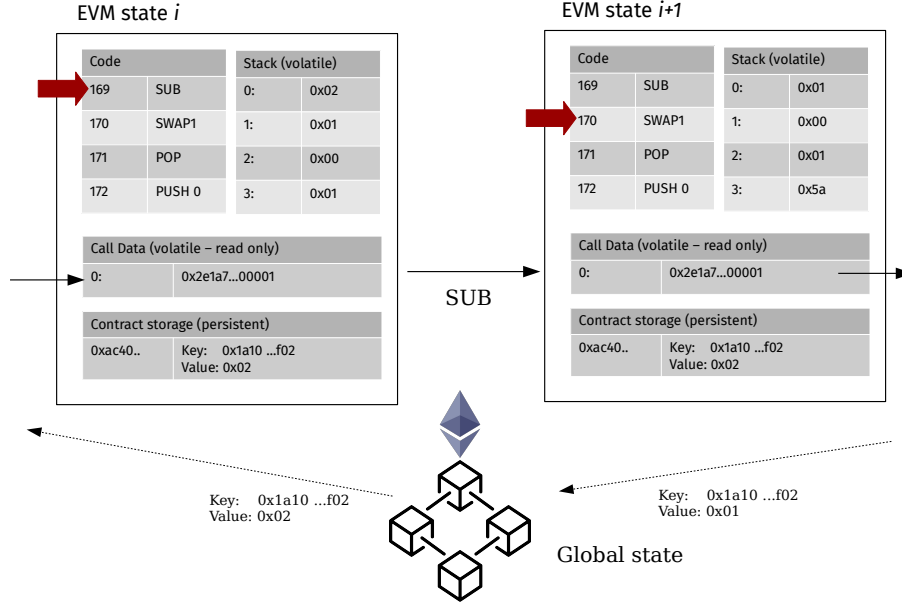 EVM state i
Code
Stack (volatile)
169 SUB
0: 0x02
170 SWAP1
1: 0x01
171 POP
2: 0x00
172 PUSH 0
3: 0x01
Call Data (volatile – read only)
0: 0x2e1a7...00001
Contract storage (persistent)
0xac40.. Key: 0x1a10 ...f02
Value: 0x02
SUB
EVM state i+1
Code
Stack (volatile)
169 SUB
0: 0x01
170 SWAP1
1: 0x00
171 POP
2: 0x01
172 PUSH 0
3: 0x5a
Call Data (volatile – read only)
0: 0x2e1a7...00001
Contract storage (persistent)
0xac40.. Key: 0x1a10 ...f02
Value: 0x02
Key: 0x1a10 ...f02
Value: 0x02
Key: 0x1a10 ...f02
Value: 0x01
Global state